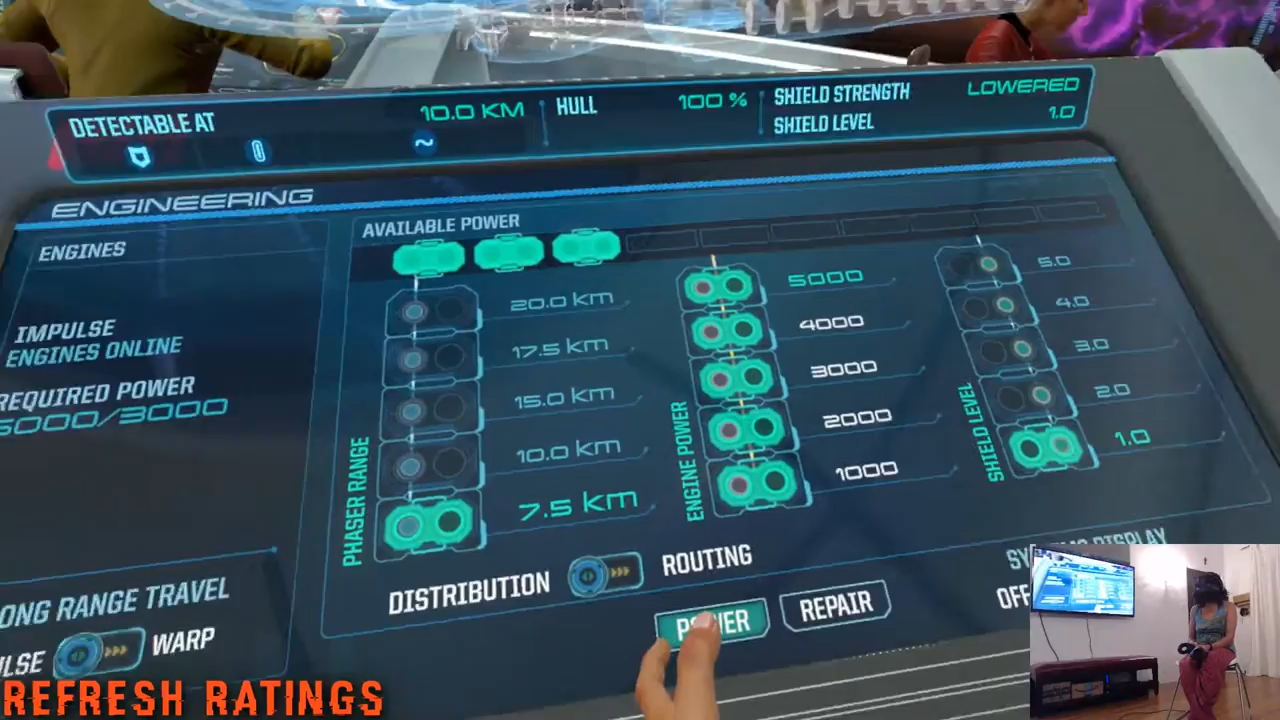 DETECTABLE AT 10.0 KM
HULL 100 %
SHIELD STRENGTH LOWERED
SHIELD LEVEL 1.0
ENGINEERING
ENGINES
IMPULSE
ENGINES ONLINE
REQUIRED POWER
5000/3000
LONG RANGE TRAVEL
WARP
AVAILABLE POWER
PHASER RANGE
20.0 KM
17.5 KM
15.0 KM
10.0 KM
7.5 KM
ENGINE POWER
5000
4000
3000
2000
1000
SHIELD LEVEL
5.0
4.0
3.0
2.0
1.0
DISTRIBUTION
ROUTING
POWER
REPAIR
DISPLAY
REFRESH RATINGS